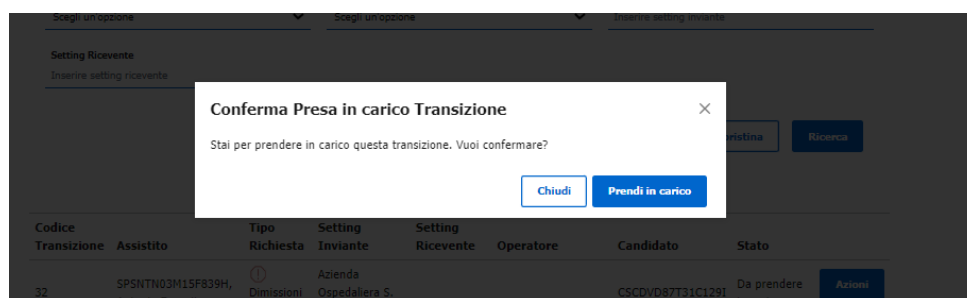 Scegli un'opzione Scegli un'opzione Inserire setting inviante
Setting Ricevente
Inserire setting ricevente
Conferma Presa in carico Transizione
Stai per prendere in carico questa transizione. Vuoi confermare?
Chiudi Prendi in carico
Ricerca
Codice Transizione Assistito Tipo Richiesta Setting Inviante Setting Ricevente Operatore Candidato Stato
32 SPSNTN03M15F839H, Dimissioni Azienda Ospedaliera S. CSCDVD87T31C129I Da prendere Azioni